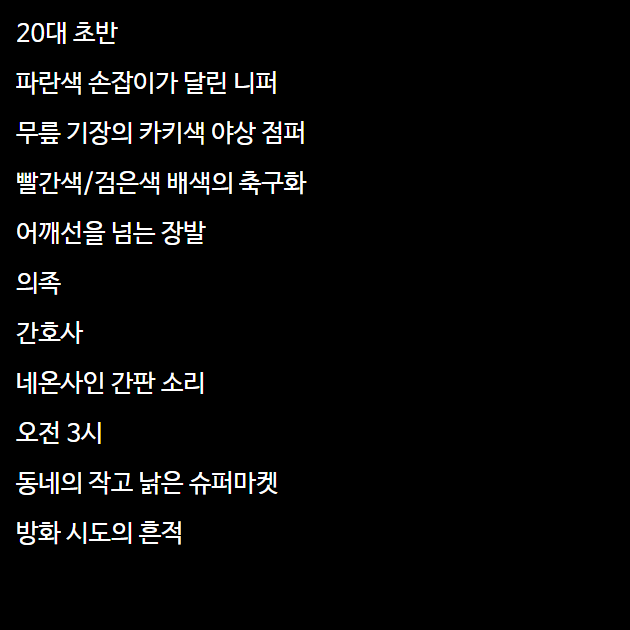 20대 초반
파란색 손잡이가 달린 니퍼
무릎 기장의 카키색 야상 점퍼
빨간색/검은색 배색의 축구화
어깨선을 넘는 장발
의족
간호사
네온사인 간판 소리
오전 3시
동네의 작고 낡은 슈퍼마켓
방화 시도의 흔적